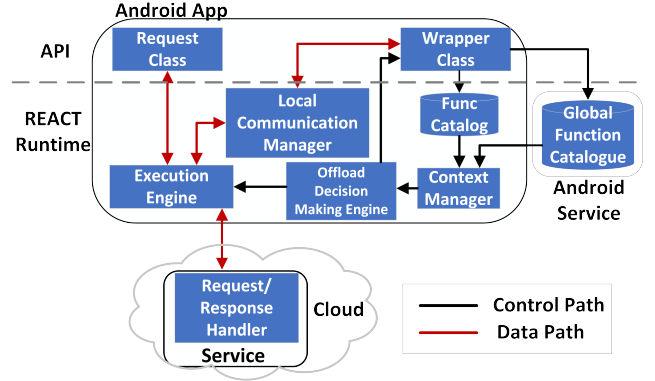 Android App
API
Request
Class
Wrapper
Class
REACT
Runtime
Local
Communication
Manager
Func
Catalog
Global
Function
Catalogue
Execution
Engine
Offload
Decision
Making Engine
Context
Manager
Android
Service
Request/
Response
Handler
Service
Cloud
Control Path
Data Path